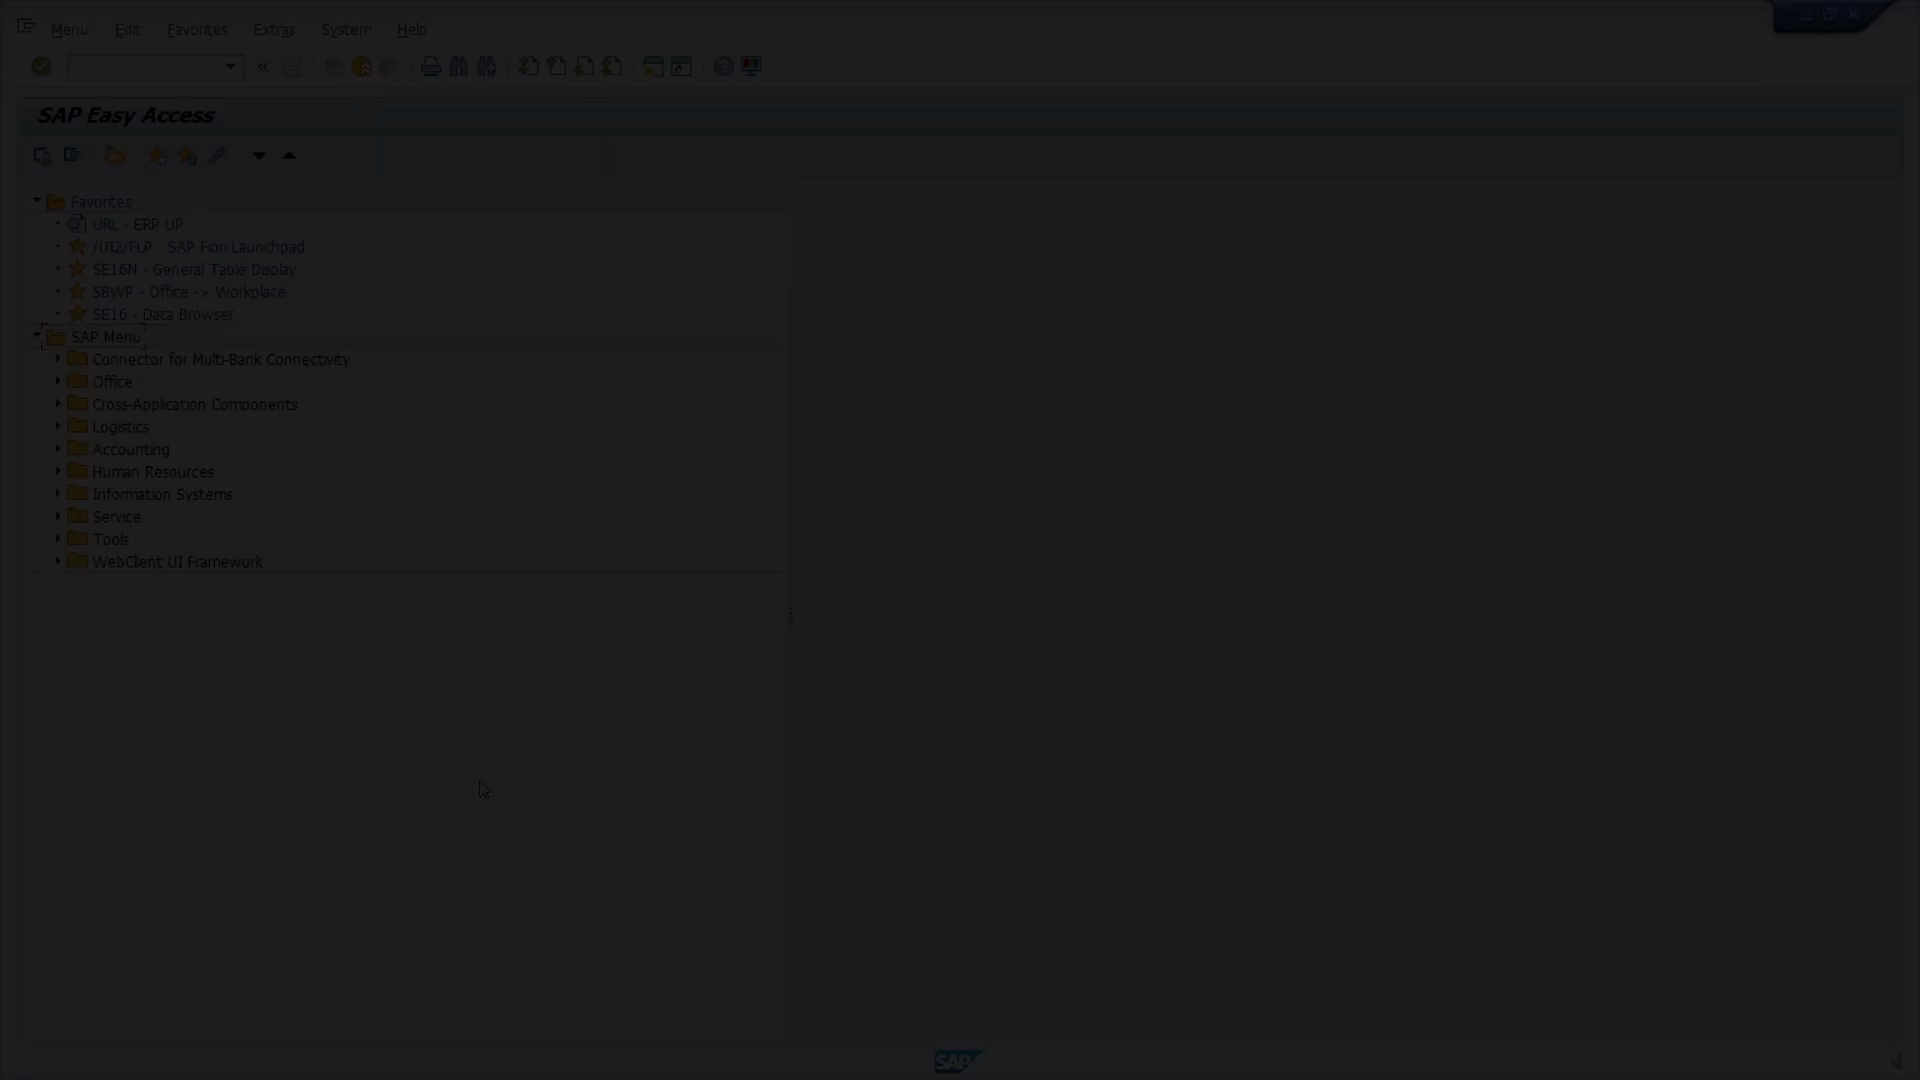 Menu Edit Favorites Extras System Help
SAP Easy Access
Favorites
URL - ERP UP
/UI2/FLP - SAP Fiori Launchpad
SE16N - General Table Display
SBWP - Office -> Workplace
SE16 - Data Browser
SAP Menu
Connector for Multi-Bank Connectivity
Office
Cross-Application Components
Logistics
Accounting
Human Resources
Information Systems
Service
Tools
WebClient UI Framework
SAP